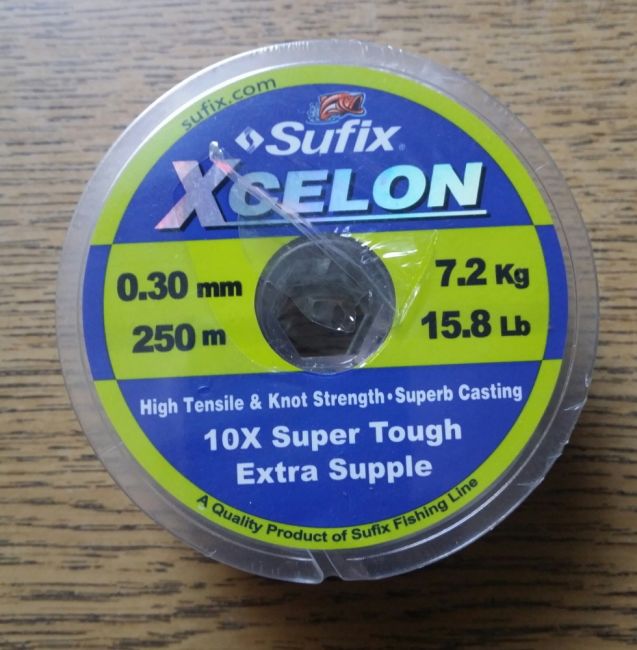 sufix.com
Sufix®
XCELON
0.30 mm
7.2 Kg
250 m
15.8 Lb
High Tensile & Knot Strength • Superb Casting
10X Super Tough
Extra Supple
A Quality Product of Sufix Fishing Line